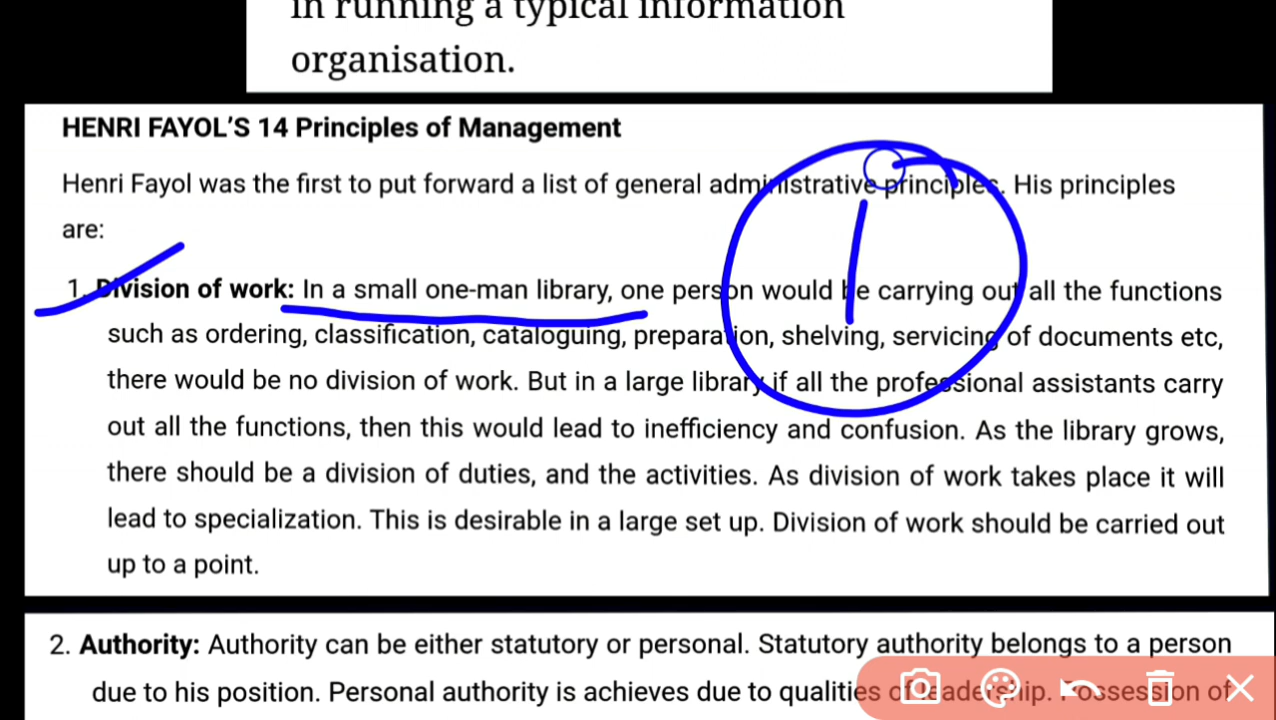 in running a typical information
organisation.
HENRI FAYOL'S 14 Principles of Management
Henri Fayol was the first to put forward a list of general administrative principles. His principles
are:
1. Division of work: In a small one-man library, one person would be carrying out all the functions
such as ordering, classification, cataloguing, preparation, shelving, servicing of documents etc,
there would be no division of work. But in a large library if all the professional assistants carry
out all the functions, then this would lead to inefficiency and confusion. As the library grows,
there should be a division of duties, and the activities. As division of work takes place it will
lead to specialization. This is desirable in a large set up. Division of work should be carried out
up to a point.
2. Authority: Authority can be either statutory or personal. Statutory authority belongs to a person
due to his position. Personal authority is achieves due to qualities of leadership. Possession of